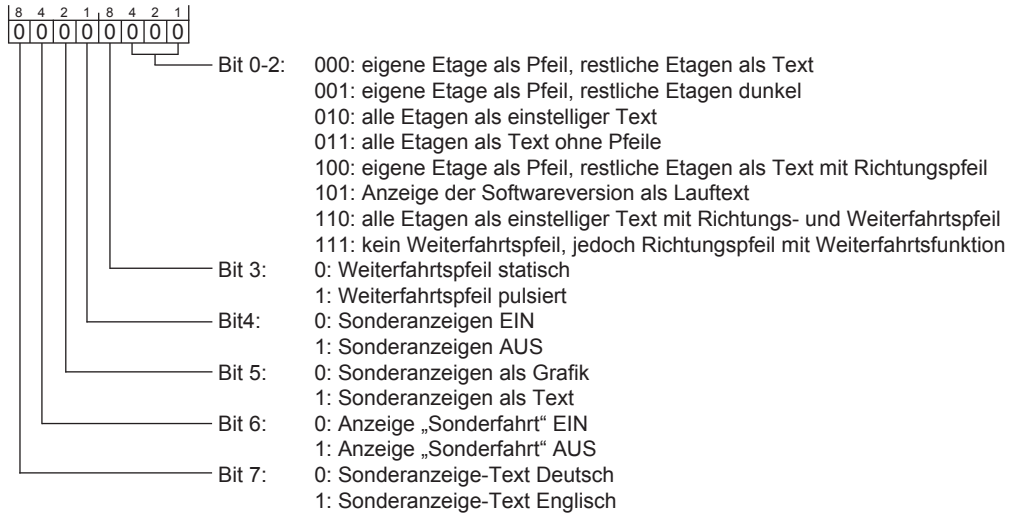 8 4 2 1 8 4 2 1
0 0 0 0 0 0 0 0
Bit 0-2: 000: eigene Etage als Pfeil, restliche Etagen als Text
001: eigene Etage als Pfeil, restliche Etagen dunkel
010: alle Etagen als einstelliger Text
011: alle Etagen als Text ohne Pfeile
100: eigene Etage als Pfeil, restliche Etagen als Text mit Richtungspfeil
101: Anzeige der Softwareversion als Lauftext
110: alle Etagen als einstelliger Text mit Richtungs- und Weiterfahrtspfeil
111: kein Weiterfahrtspfeil, jedoch Richtungspfeil mit Weiterfahrtsfunktion
Bit 3: 0: Weiterfahrtspfeil statisch
1: Weiterfahrtspfeil pulsiert
Bit4: 0: Sonderanzeigen EIN
1: Sonderanzeigen AUS
Bit 5: 0: Sonderanzeigen als Grafik
1: Sonderanzeigen als Text
Bit 6: 0: Anzeige „Sonderfahrt“ EIN
1: Anzeige „Sonderfahrt“ AUS
Bit 7: 0: Sonderanzeige-Text Deutsch
1: Sonderanzeige-Text Englisch